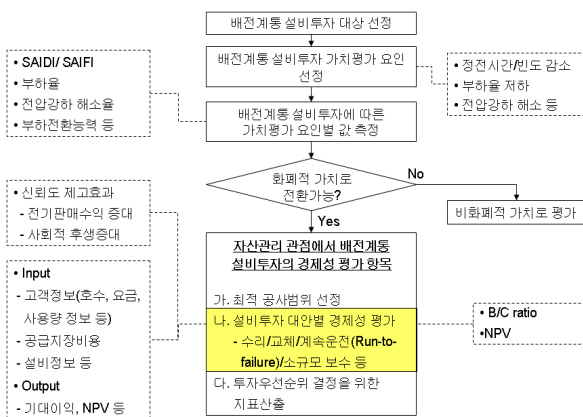 배전계통 설비투자 대상 선정
배전계통 설비투자 가치평가 요인
선정
배전계통 설비투자에 따른
가치평가 요인별 값 측정
• SAIDI/ SAIFI
• 부하율
• 전압강하 해소율
• 부하전환능력 등
• 정전시간/빈도 감소
• 부하율 저하
• 전압강하 해소 등
화폐적 가치로
전환가능?
No
비화폐적 가치로 평가
Yes
• 신뢰도 제고효과
- 전기판매수익 증대
- 사회적 후생증대
• Input
- 고객정보(호수, 요금,
사용량 정보 등)
- 공급지장비용
- 설비정보 등
• Output
- 기대이익, NPV 등
자산관리 관점에서 배전계통
설비투자의 경제성 평가 항목
가. 최적 공사범위 선정
나. 설비투자 대안별 경제성 평가
- 수리/교체/계속운전(Run-to-
failure)/소규모 보수 등
다. 투자우선순위 결정을 위한
지표산출
• B/C ratio
•NPV